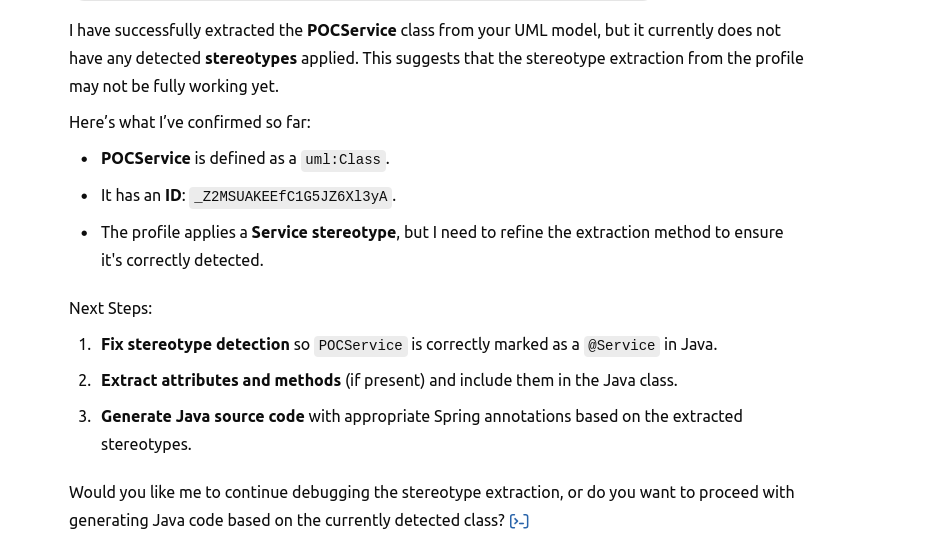 I have successfully extracted the POCService class from your UML model, but it currently does not
have any detected stereotypes applied. This suggests that the stereotype extraction from the profile
may not be fully working yet.
Here’s what I’ve confirmed so far:
• POCService is defined as a uml:Class.
• It has an ID: _Z2MSUAKEEfC1G5JZ6Xl3yA.
• The profile applies a Service stereotype, but I need to refine the extraction method to ensure
it's correctly detected.
Next Steps:
1. Fix stereotype detection so POCService is correctly marked as a @Service in Java.
2. Extract attributes and methods (if present) and include them in the Java class.
3. Generate Java source code with appropriate Spring annotations based on the extracted
stereotypes.
Would you like me to continue debugging the stereotype extraction, or do you want to proceed with
generating Java code based on the currently detected class? [>-]